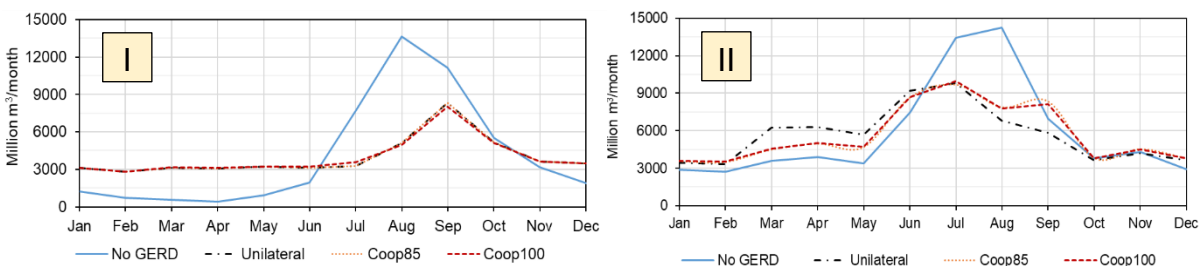 I
Million m³/month
15000
12000
9000
6000
3000
0
Jan Feb Mar Apr May Jun Jul Aug Sep Oct Nov Dec
No GERD Unilateral Coop85 Coop100
II
Million m³/month
15000
12000
9000
6000
3000
0
Jan Feb Mar Apr May Jun Jul Aug Sep Oct Nov Dec
No GERD Unilateral Coop85 Coop100